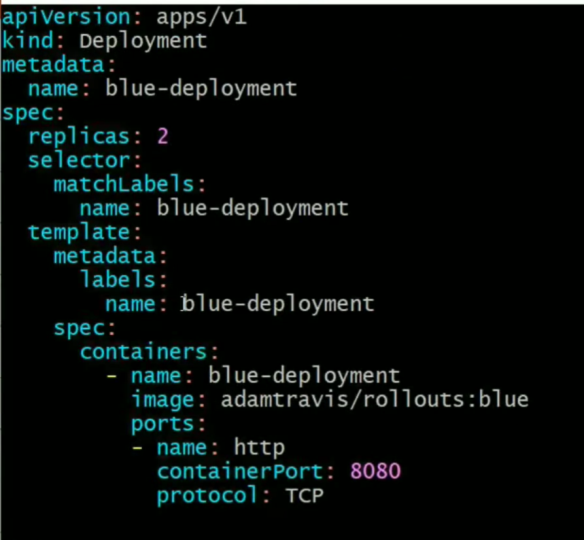 apiVersion: apps/v1
kind: Deployment
metadata:
  name: blue-deployment
spec:
  replicas: 2
  selector:
    matchLabels:
      name: blue-deployment
  template:
    metadata:
      labels:
        name: blue-deployment
    spec:
      containers:
        - name: blue-deployment
          image: adamtravis/rollouts:blue
          ports:
          - name: http
            containerPort: 8080
            protocol: TCP